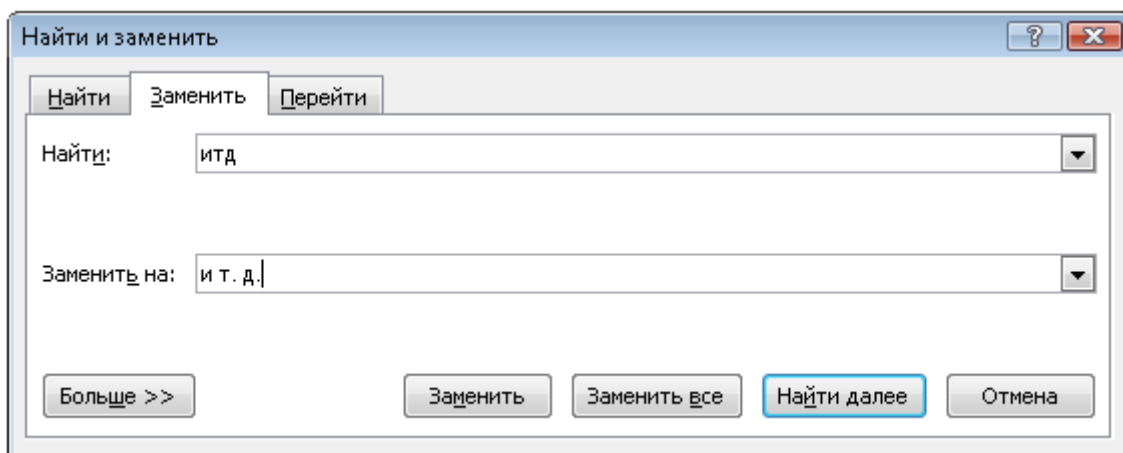 Найти и заменить
Найти Заменить Перейти
Найти: итд
Заменить на: и т. д.
Больше >> Заменить Заменить все Найти далее Отмена